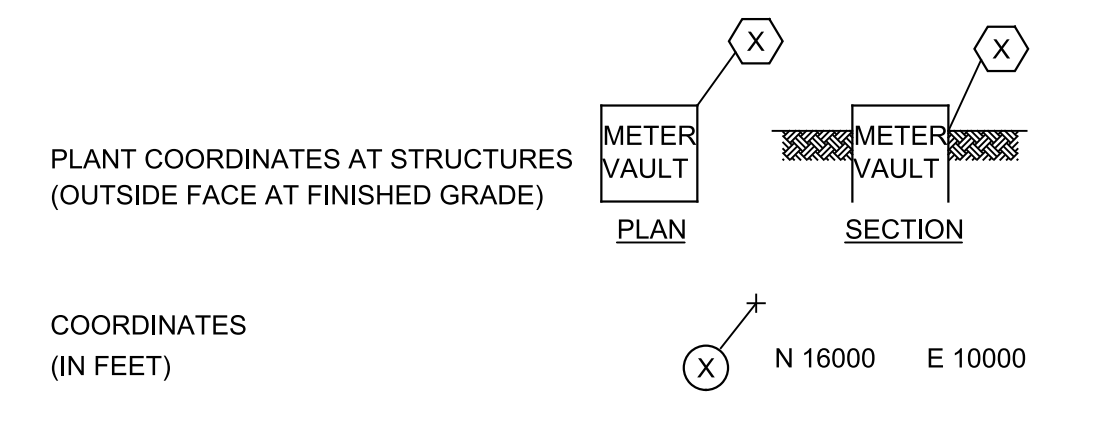 X
X
METER
VAULT
METER
VAULT
PLANT COORDINATES AT STRUCTURES
(OUTSIDE FACE AT FINISHED GRADE)
PLAN
SECTION
COORDINATES
(IN FEET)
X
N 16000 E 10000